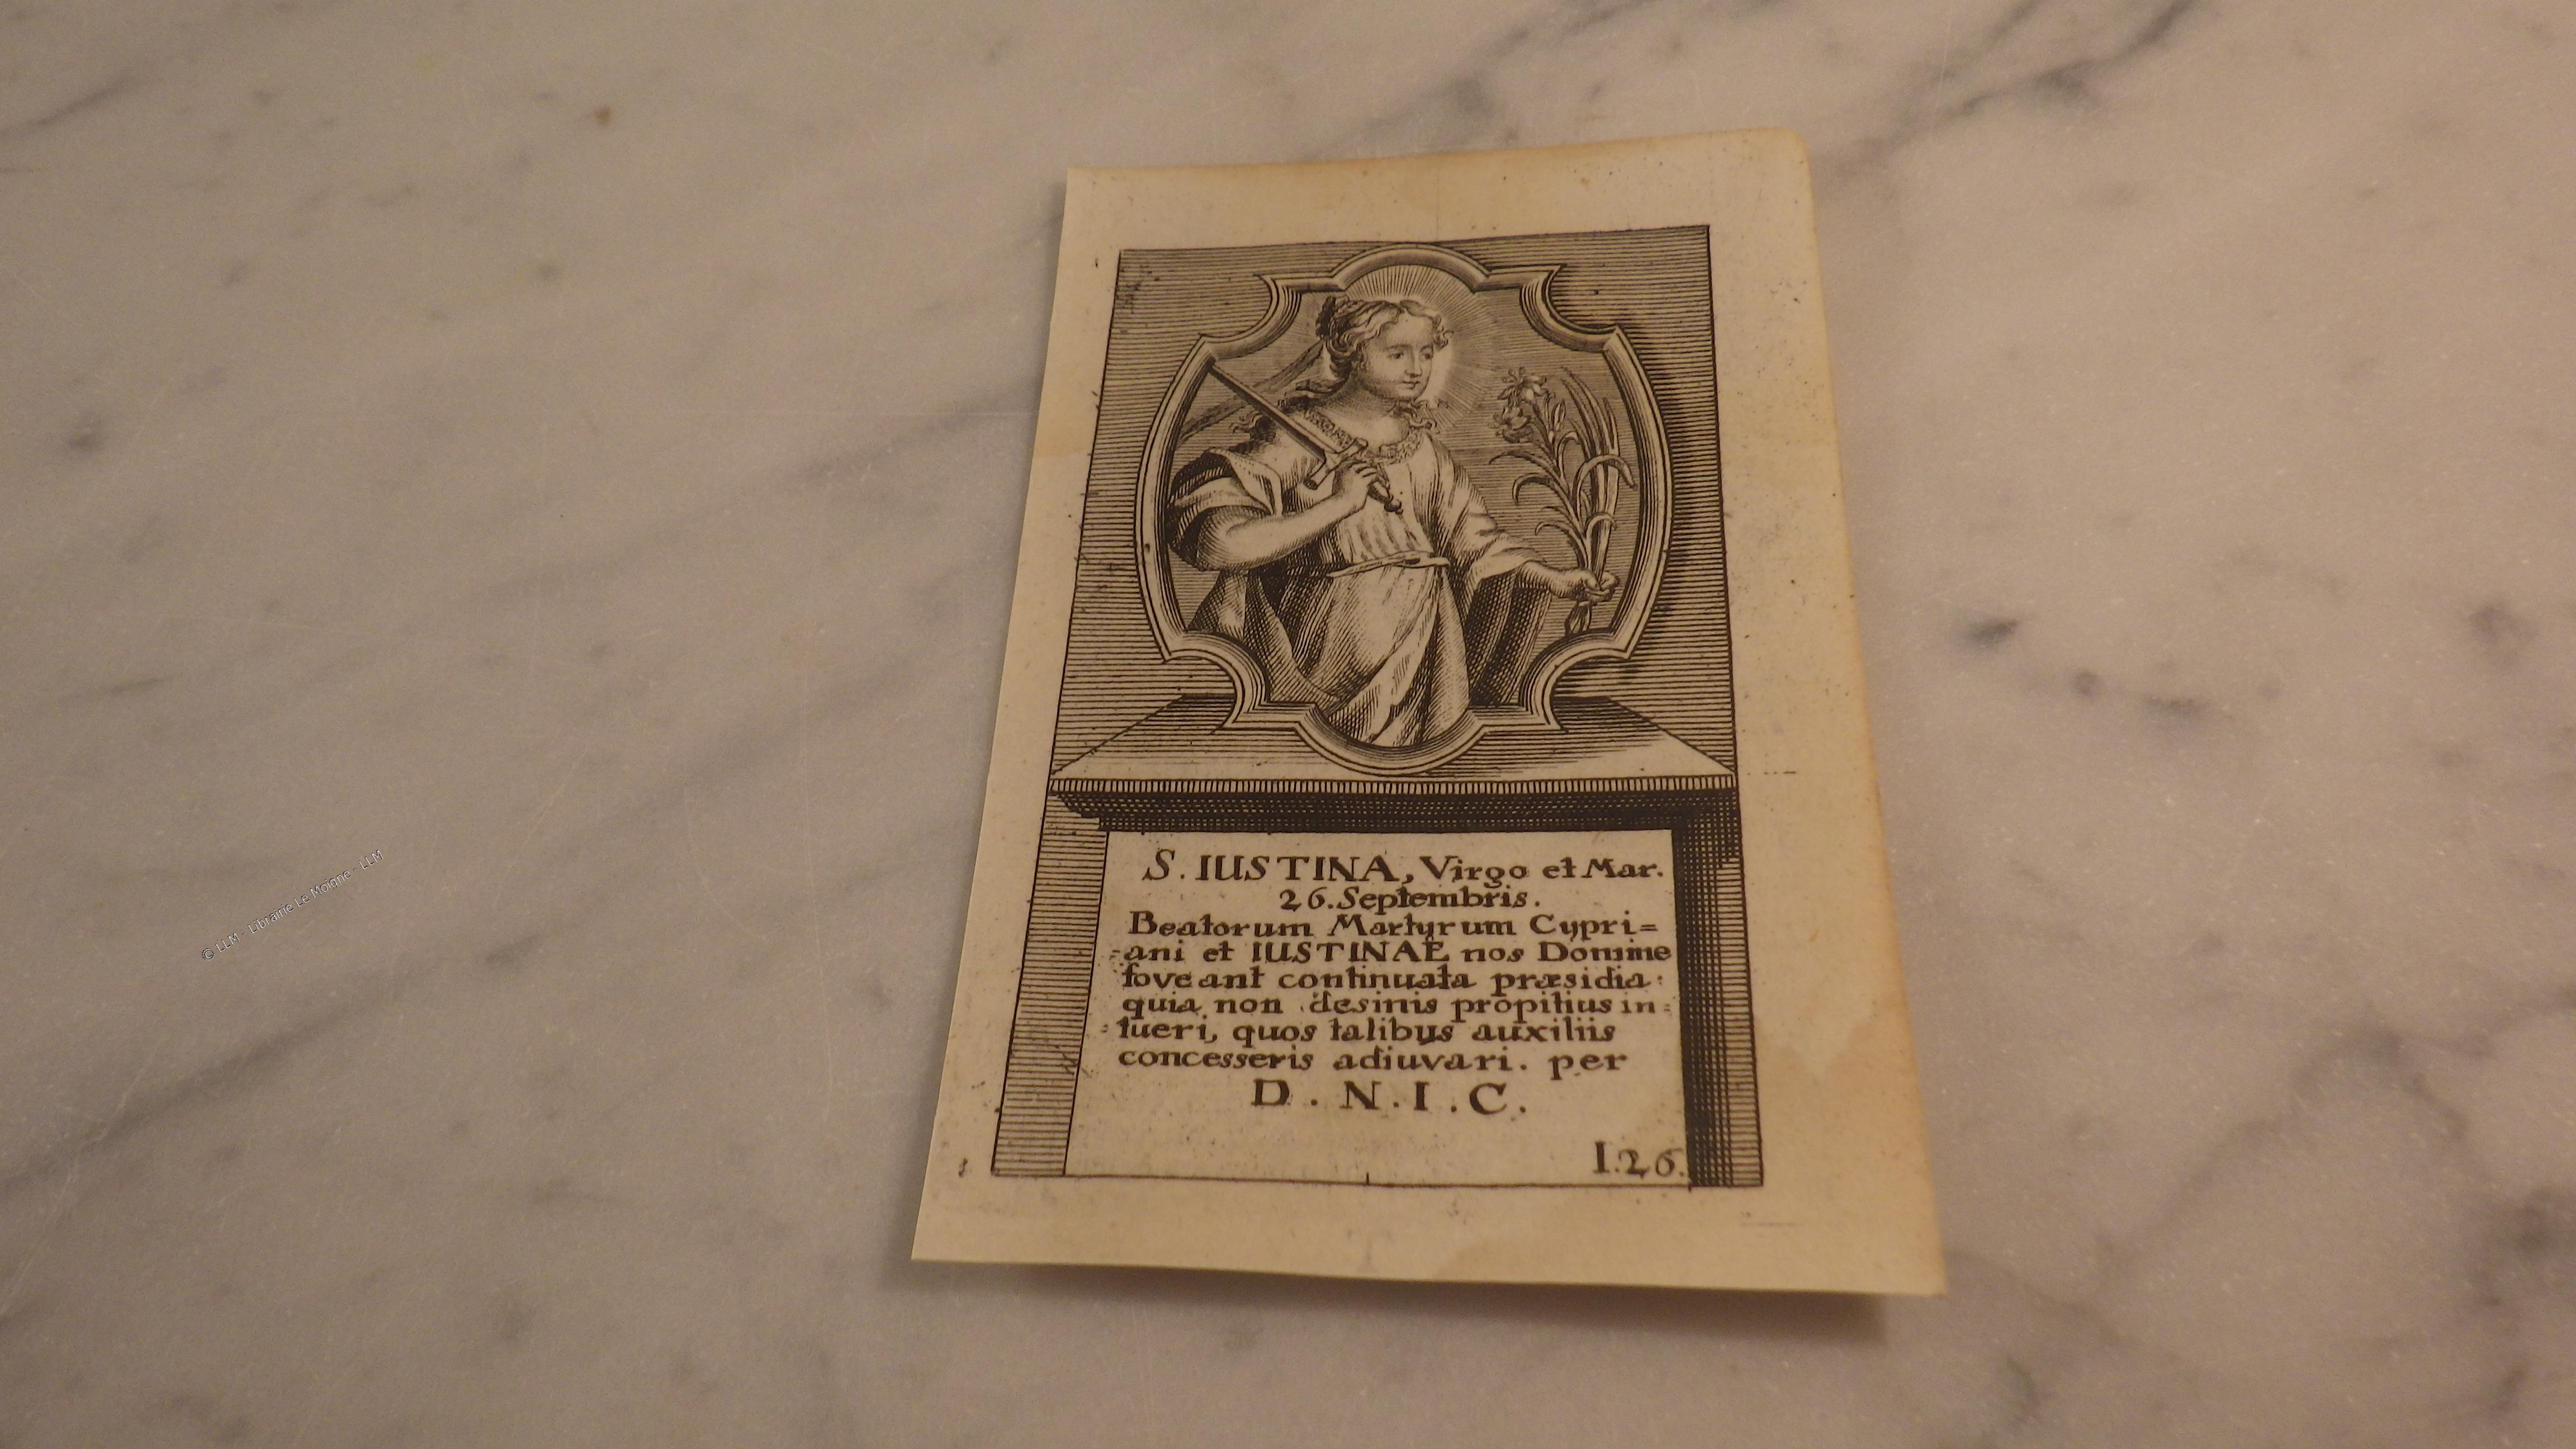 S. IUSTINA, Virgo et Mar.
26. Septembris.
Beatorum Martyrum Cypri=
=ani et IUSTINAE nos Domine
foveant continuata præsidia:
quia non desinis propitius in=
=tueri, quos talibus auxiliis
concesseris adiuvari. per
D. N. I. C.
I.26.
© LLM - Librairie Le Moigne - LLM